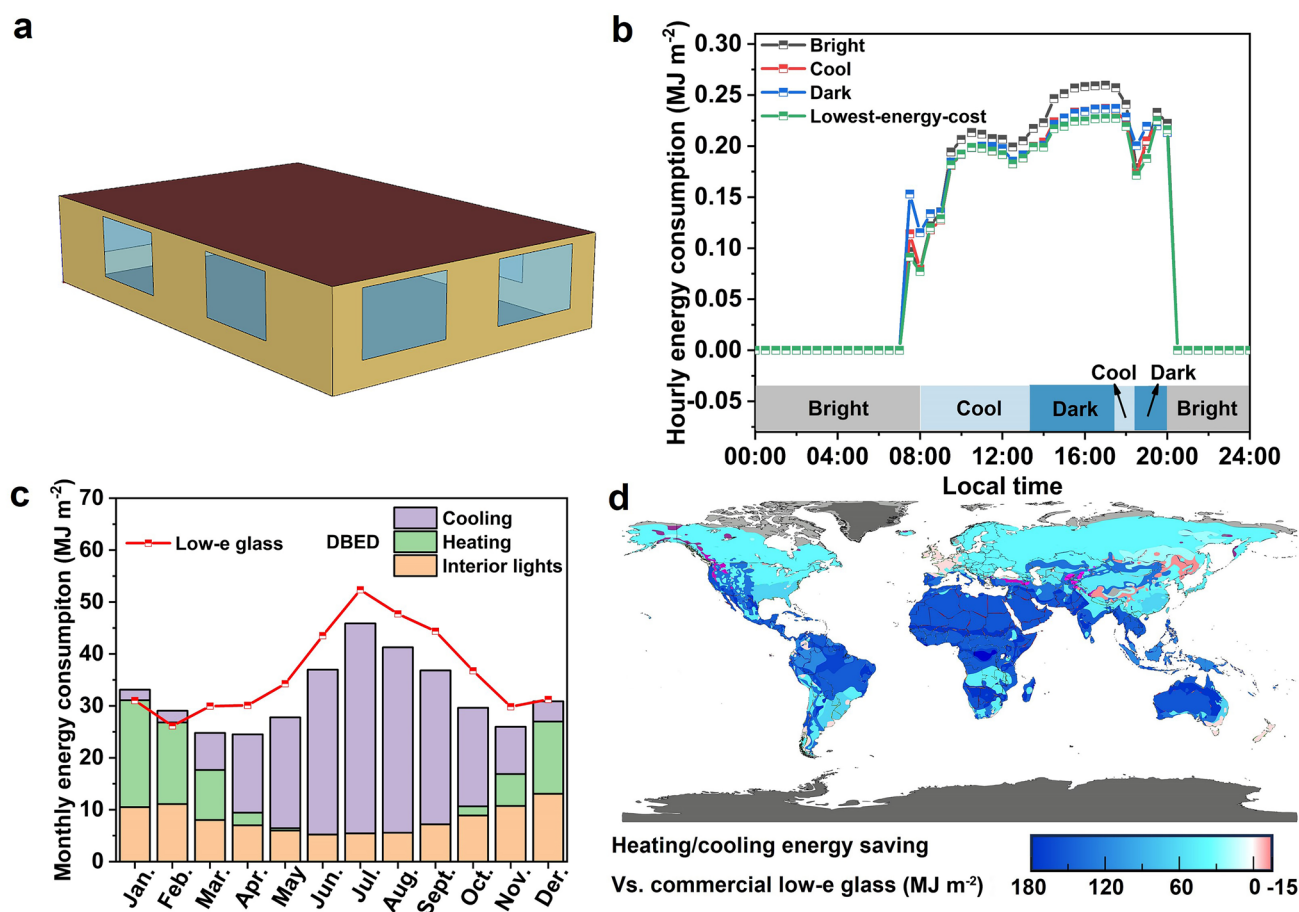 a
b
Hourly energy consumption (MJ m⁻²)
0.30
0.25
0.20
0.15
0.10
0.05
0.00
-0.05
Bright
Cool
Dark
Lowest-energy-cost
Cool
Dark
Bright
Cool
Dark
Bright
00:00 04:00 08:00 12:00 16:00 20:00 24:00
Local time
c
Monthly energy consumpiton (MJ m⁻²)
70
60
50
40
30
20
10
0
Low-e glass
DBED
Cooling
Heating
Interior lights
Jan. Feb. Mar. Apr. May Jun. Jul. Aug. Sept. Oct. Nov. Der.
d
Heating/cooling energy saving
Vs. commercial low-e glass (MJ m⁻²)
180 120 60 0 -15